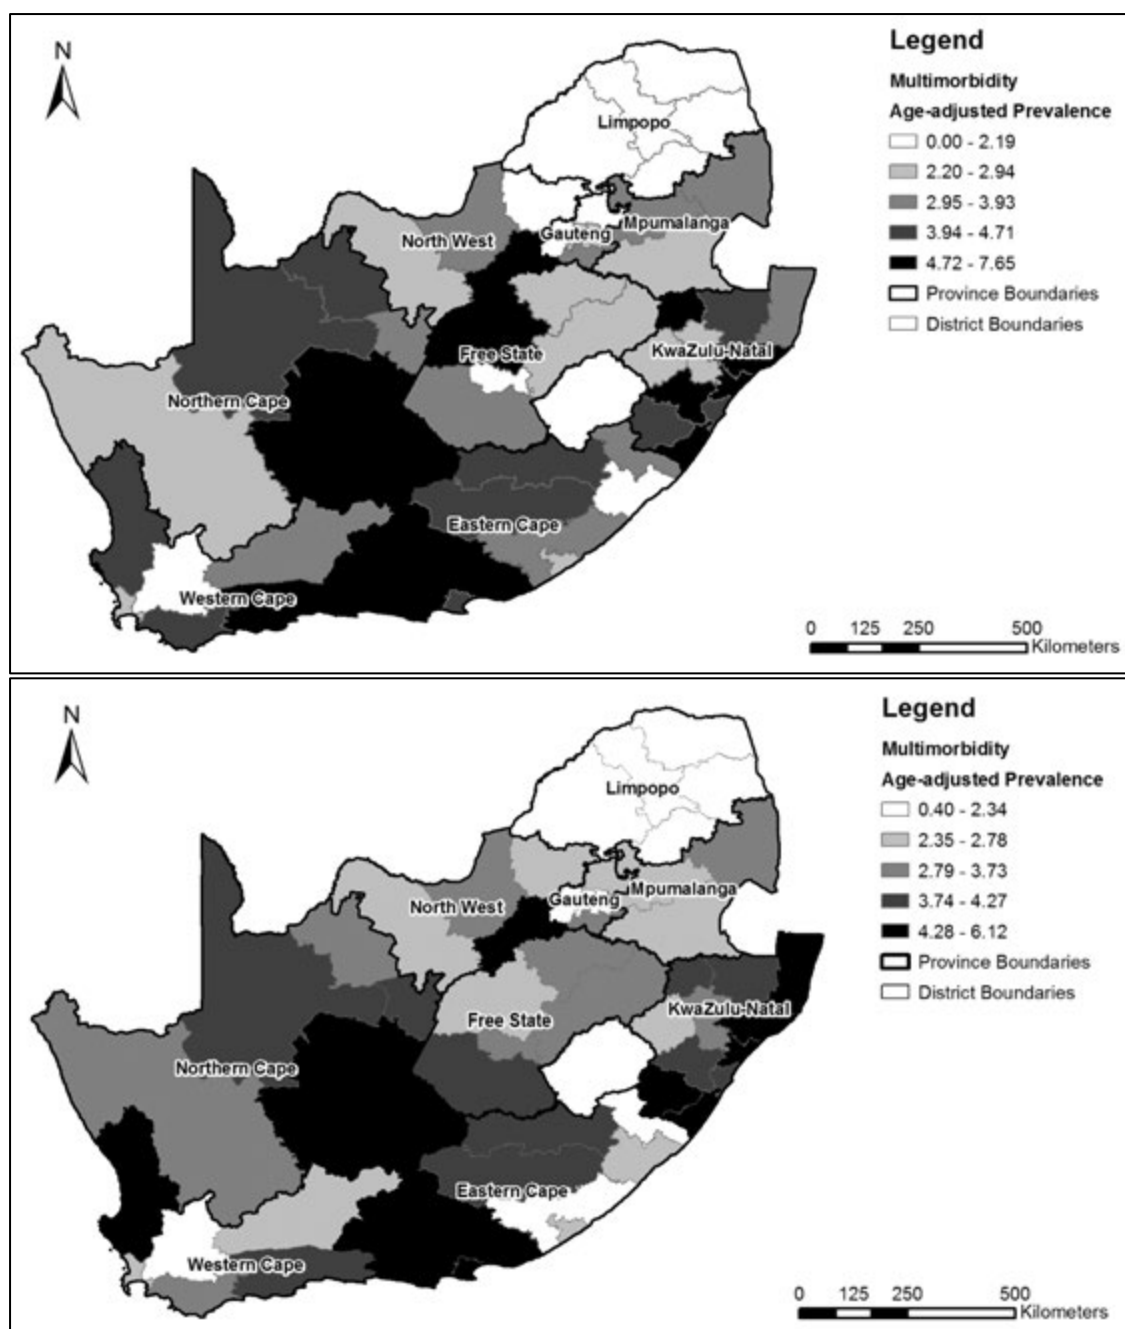 N
Legend
Multimorbidity
Age-adjusted Prevalence
0.00 - 2.19
2.20 - 2.94
2.95 - 3.93
3.94 - 4.71
4.72 - 7.65
Province Boundaries
District Boundaries
Limpopo
North West
Gauteng
Mpumalanga
Free State
KwaZulu-Natal
Northern Cape
Eastern Cape
Western Cape
0 125 250 500
Kilometers
N
Legend
Multimorbidity
Age-adjusted Prevalence
0.40 - 2.34
2.35 - 2.78
2.79 - 3.73
3.74 - 4.27
4.28 - 6.12
Province Boundaries
District Boundaries
Limpopo
North West
Gauteng
Mpumalanga
Free State
KwaZulu-Natal
Northern Cape
Eastern Cape
Western Cape
0 125 250 500
Kilometers